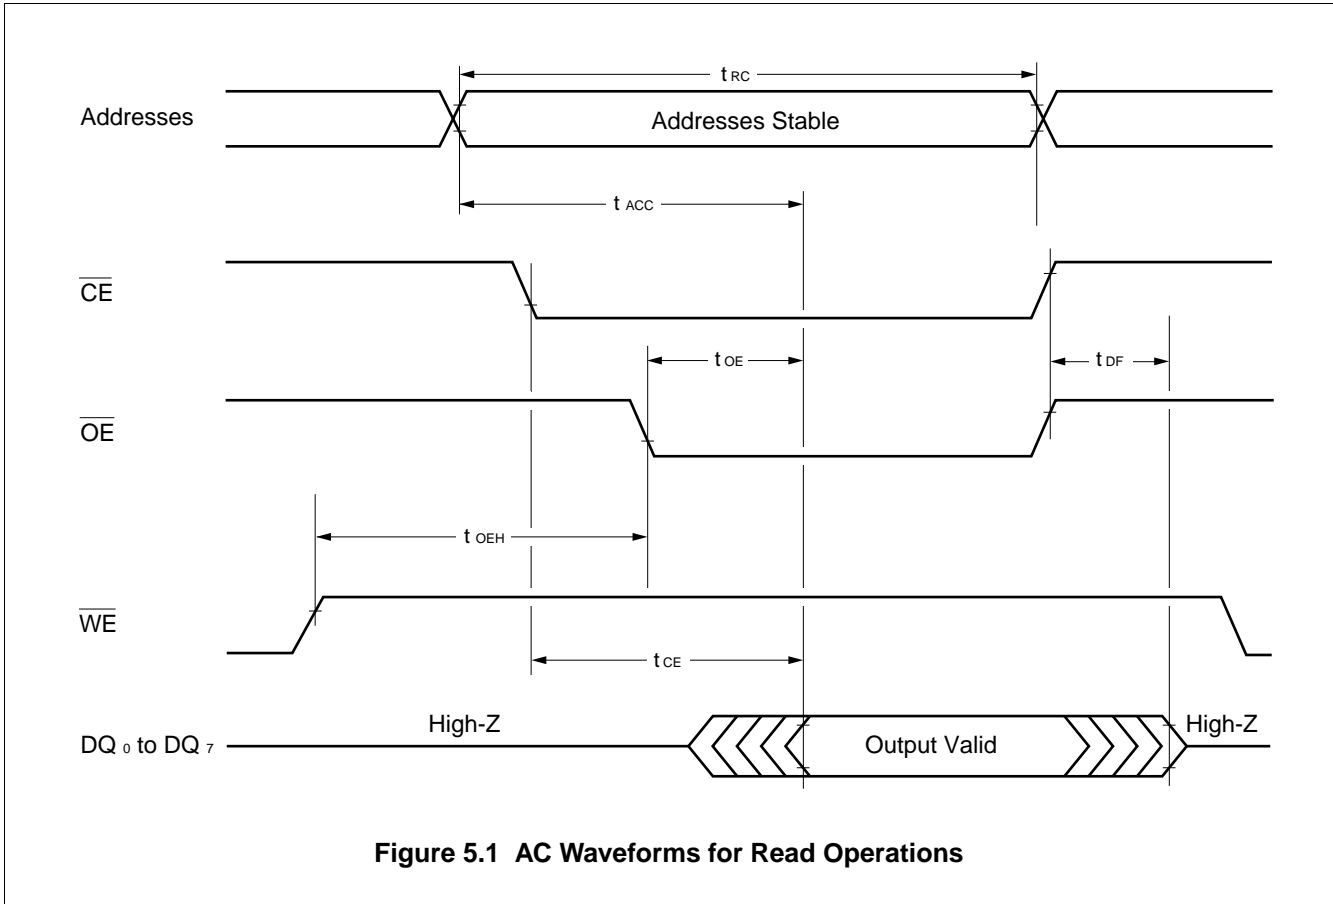 t RC
Addresses
Addresses Stable
t ACC
CE
t OE
t DF
OE
t OEH
WE
t CE
High-Z
High-Z
DQ 0 to DQ 7
Output Valid
Figure 5.1 AC Waveforms for Read Operations